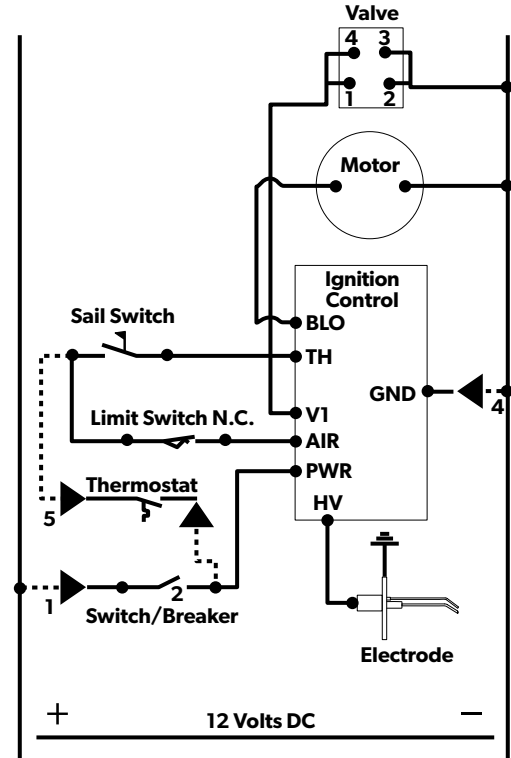 Valve
4 3
1 2
Motor
Ignition
Control
Sail Switch
BLO
TH
GND
4
V1
Limit Switch N.C.
AIR
PWR
Thermostat
HV
5
1
2
Switch/Breaker
Electrode
+
12 Volts DC
−